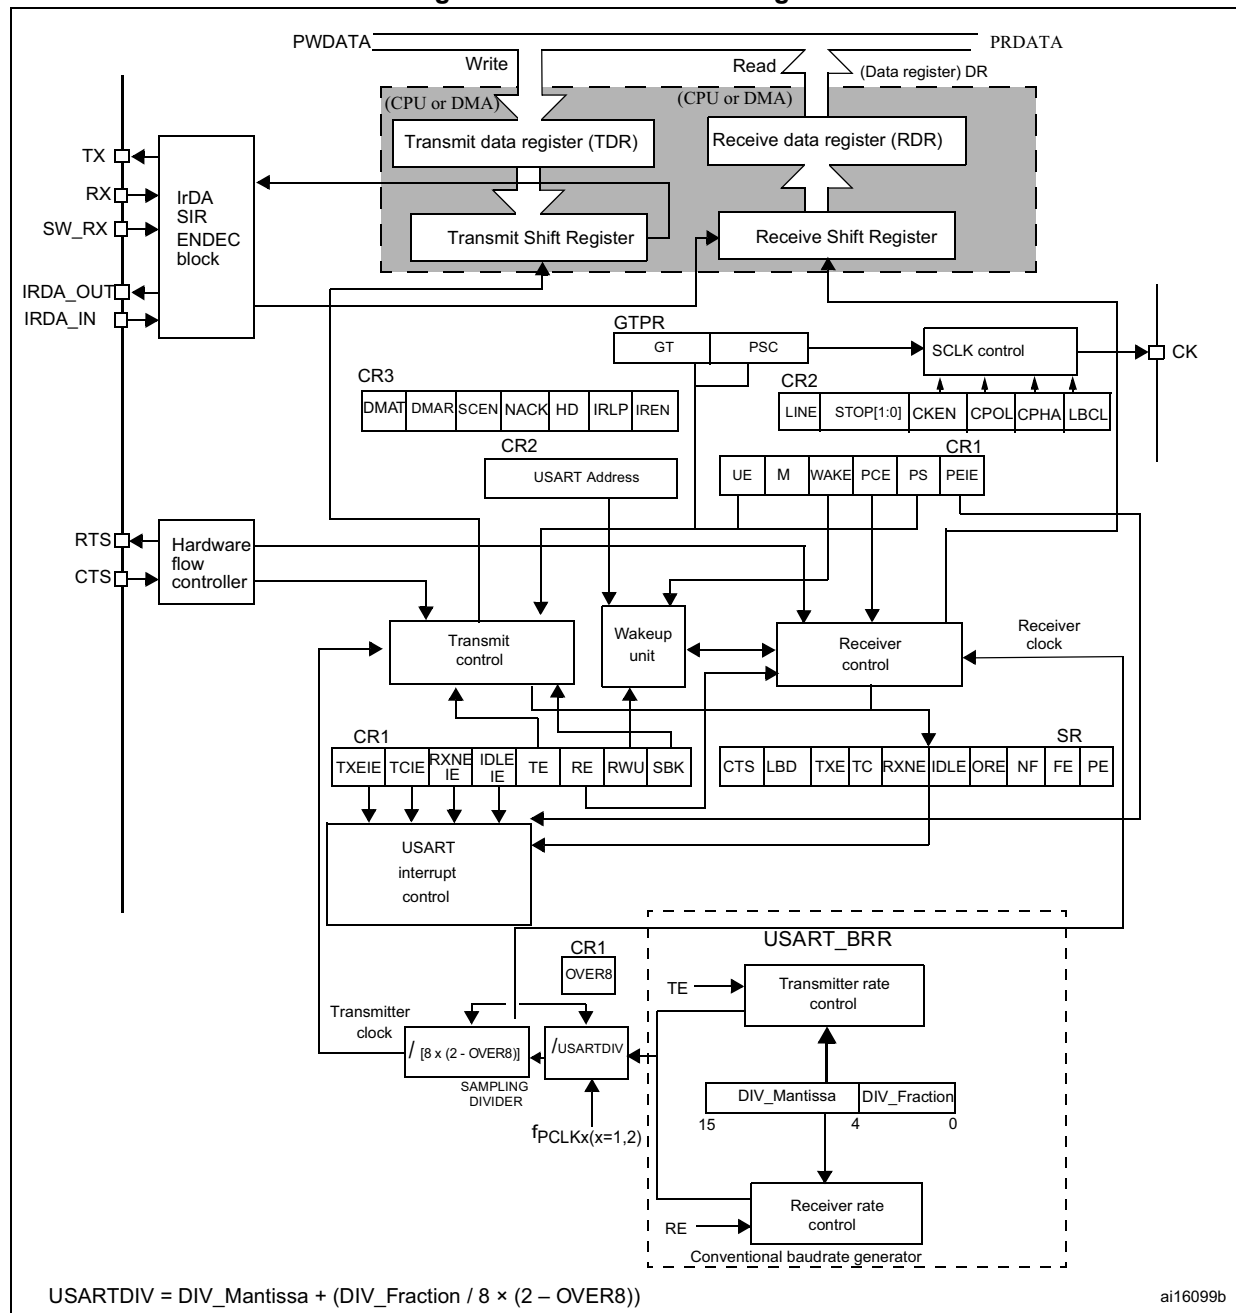 PWDATA
PRDATA
Write
Read
(Data register) DR
(CPU or DMA)
(CPU or DMA)
Transmit data register (TDR)
Receive data register (RDR)
TX
RX
SW_RX
IRDA_OUT
IRDA_IN
IrDA
SIR
ENDEC
block
Transmit Shift Register
Receive Shift Register
GTPR
GT
PSC
SCLK control
CK
CR3
DMAT
DMAR
SCEN
NACK
HD
IRLP
IREN
CR2
LINE
STOP[1:0]
CKEN
CPOL
CPHA
LBCL
CR2
USART Address
CR1
UE
M
WAKE
PCE
PS
PEIE
RTS
CTS
Hardware
flow
controller
Transmit
control
Wakeup
unit
Receiver
control
Receiver
clock
CR1
TXEIE
TCIE
RXNE
IE
IDLE
IE
TE
RE
RWU
SBK
SR
CTS
LBD
TXE
TC
RXNE
IDLE
ORE
NF
FE
PE
USART
interrupt
control
CR1
OVER8
USART_BRR
TE
Transmitter rate
control
Transmitter
clock
/ [8 x (2 - OVER8)]
/USARTDIV
SAMPLING
DIVIDER
fPCLKx(x=1,2)
DIV_Mantissa
DIV_Fraction
15
4
0
RE
Receiver rate
control
Conventional baudrate generator
USARTDIV = DIV_Mantissa + (DIV_Fraction / 8 × (2 – OVER8))
ai16099b